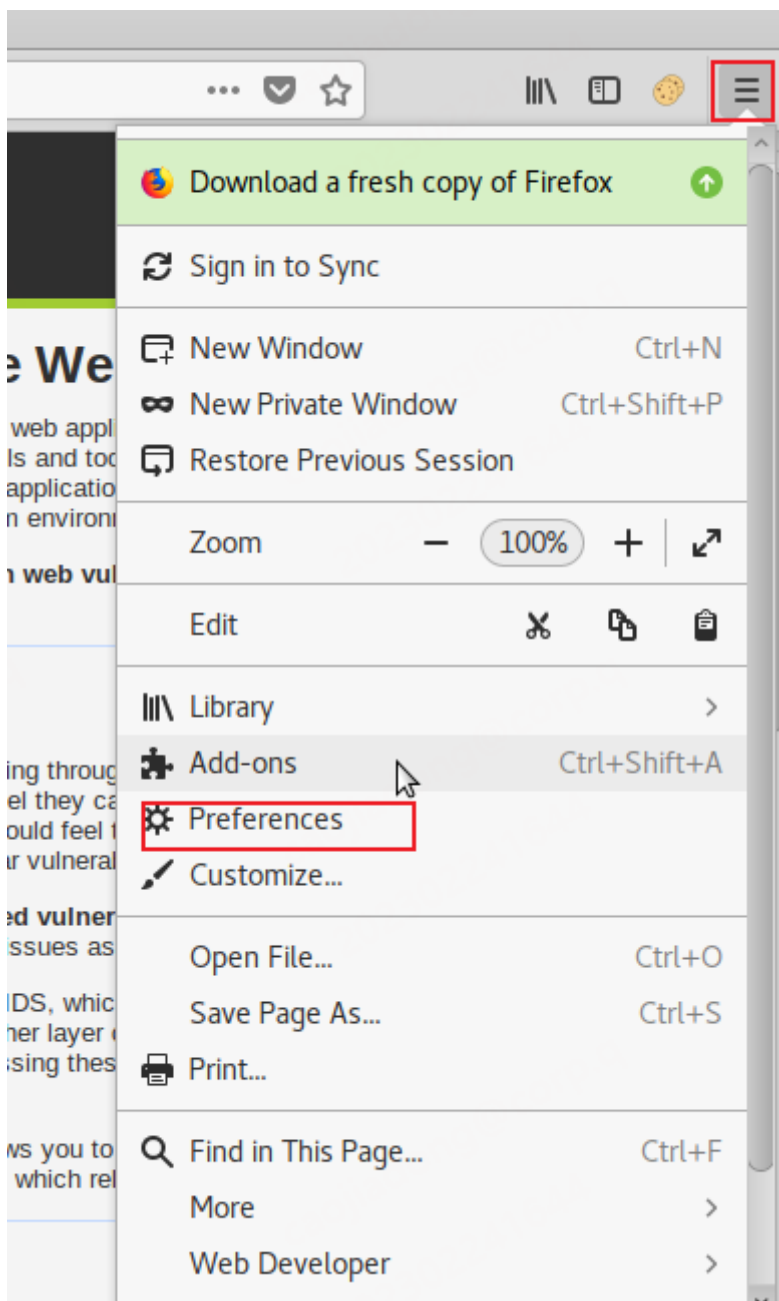 Download a fresh copy of Firefox
Sign in to Sync
New Window Ctrl+N
New Private Window Ctrl+Shift+P
Restore Previous Session
Zoom − 100% +
Edit
Library
Add-ons Ctrl+Shift+A
Preferences
Customize...
Open File... Ctrl+O
Save Page As... Ctrl+S
Print...
Find in This Page... Ctrl+F
More
Web Developer
e We
web appl
ls and too
applicatio
n environ
n web vul
ing throug
el they ca
ould feel
ar vulneral
ed vulner
issues as
IDS, whic
her layer
ssing thes
ws you to
which rel